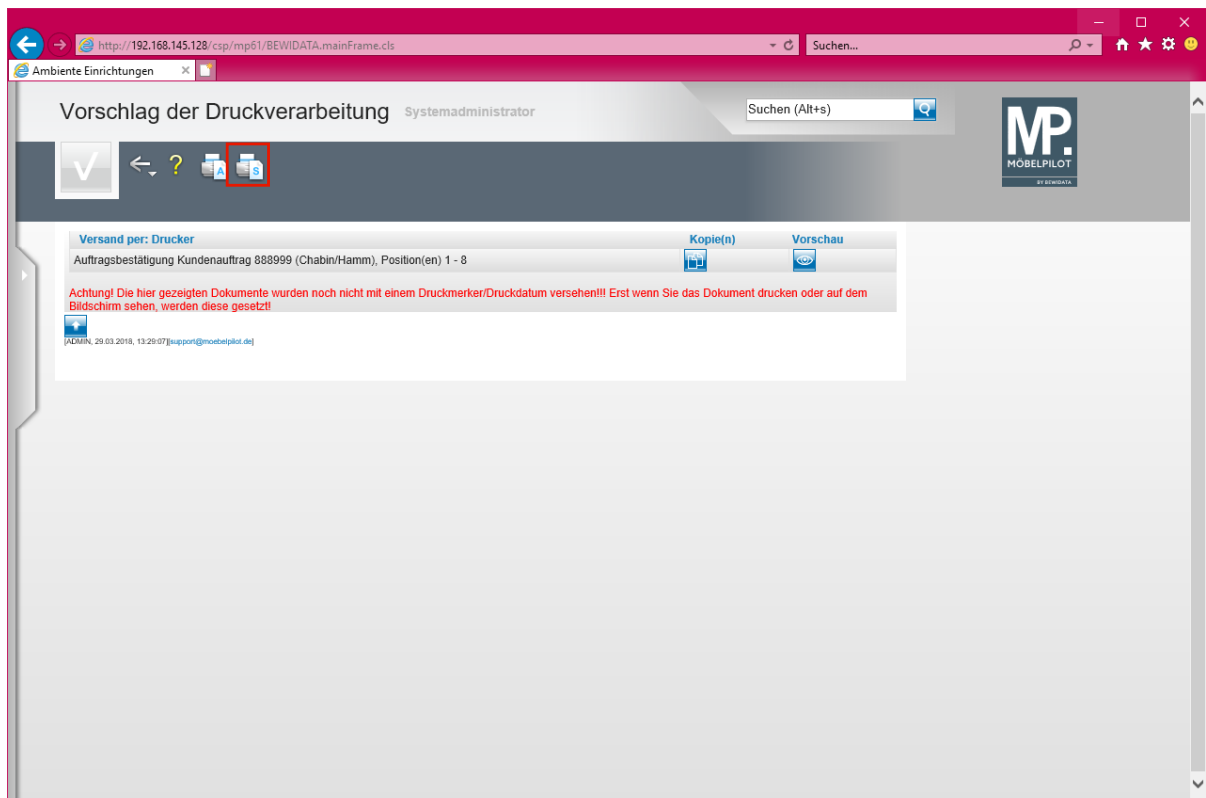 http://192.168.145.128/csp/mp61/BEWIDATA.mainFrame.cls
Suchen...
Ambiente Einrichtungen
Vorschlag der Druckverarbeitung Systemadministrator
Suchen (Alt+s)
MP.
MÖBELPILOT
BY BEWIDATA
? A S
Versand per: Drucker Kopie(n) Vorschau
Auftragsbestätigung Kundenauftrag 888999 (Chabin/Hamm), Position(en) 1 - 8
Achtung! Die hier gezeigten Dokumente wurden noch nicht mit einem Druckmerker/Druckdatum versehen!!! Erst wenn Sie das Dokument drucken oder auf dem
Bildschirm sehen, werden diese gesetzt!
|ADMIN, 29.03.2018, 13:29:07||support@moebelpilot.de|